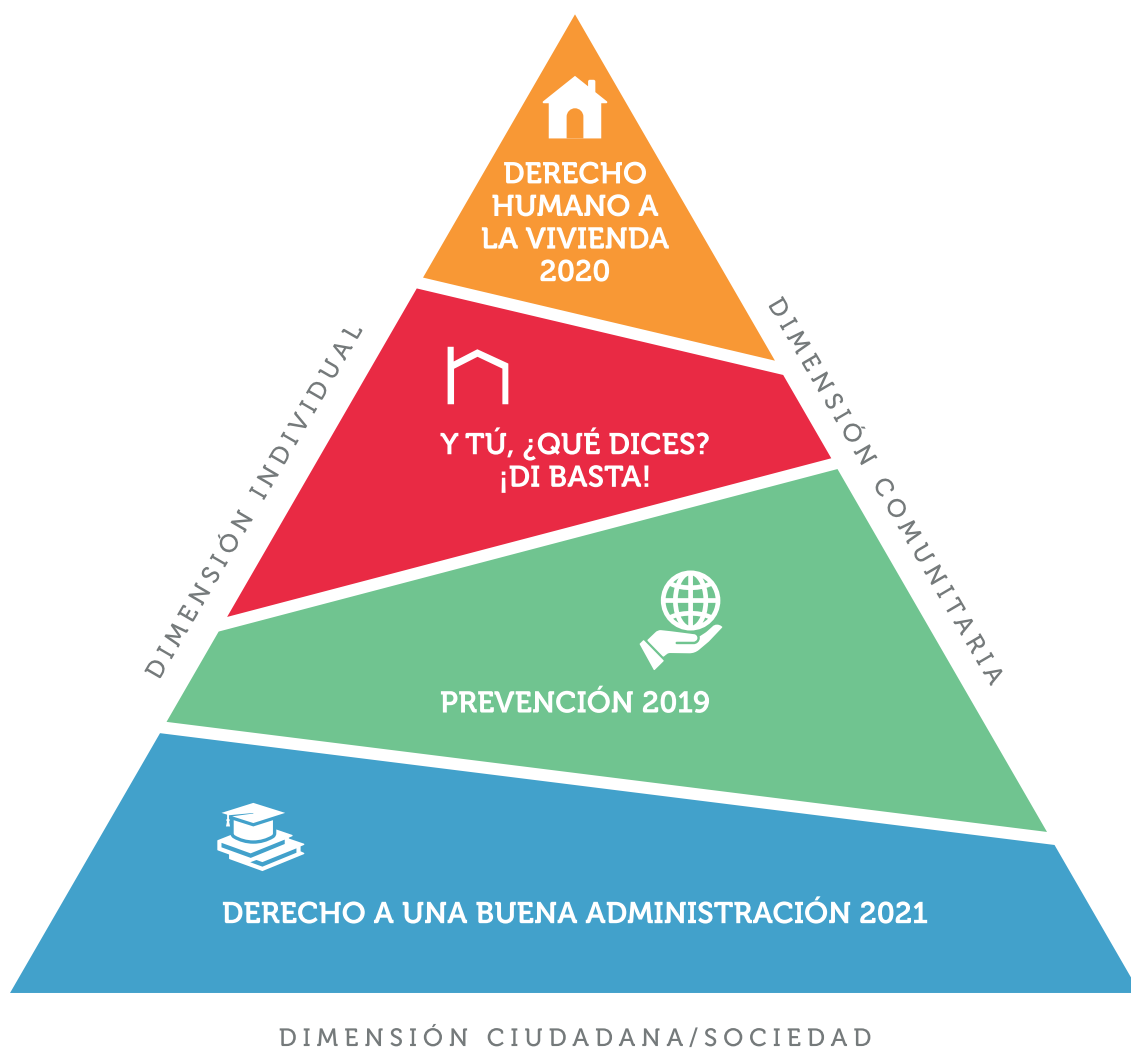 DERECHO
HUMANO A
LA VIVIENDA
2020
DIMENSIÓN INDIVIDUAL
DIMENSIÓN COMUNITARIA
Y TÚ, ¿QUÉ DICES?
¡DI BASTA!
PREVENCIÓN 2019
DERECHO A UNA BUENA ADMINISTRACIÓN 2021
DIMENSIÓN CIUDADANA/SOCIEDAD